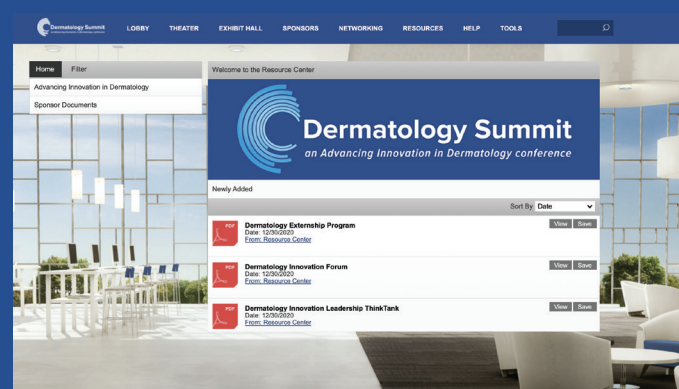 Dermatology Summit
LOBBY THEATER EXHIBIT HALL SPONSORS NETWORKING RESOURCES HELP TOOLS
Home Filter
Advancing Innovation in Dermatology
Sponsor Documents
Welcome to the Resource Center
Dermatology Summit
an Advancing Innovation in Dermatology conference
Newly Added
Sort By Date
PDF
Dermatology Externship Program
Date: 12/30/2020
From: Resource Center
View Save
PDF
Dermatology Innovation Forum
Date: 12/30/2020
From: Resource Center
View Save
PDF
Dermatology Innovation Leadership ThinkTank
Date: 12/30/2020
From: Resource Center
View Save